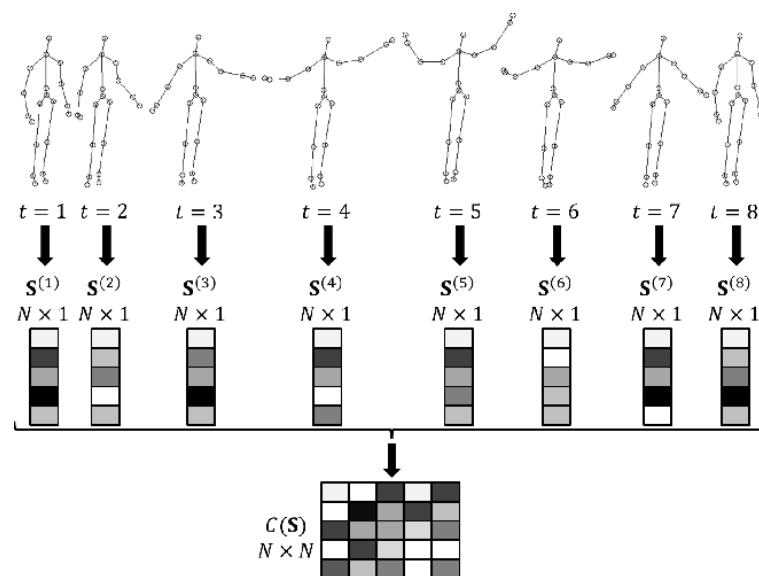 t = 1 t = 2 t = 3 t = 4 t = 5 t = 6 t = 7 t = 8
S⁽¹⁾ S⁽²⁾ S⁽³⁾ S⁽⁴⁾ S⁽⁵⁾ S⁽⁶⁾ S⁽⁷⁾ S⁽⁸⁾
N × 1 N × 1 N × 1 N × 1 N × 1 N × 1 N × 1 N × 1
C(S)
N × N